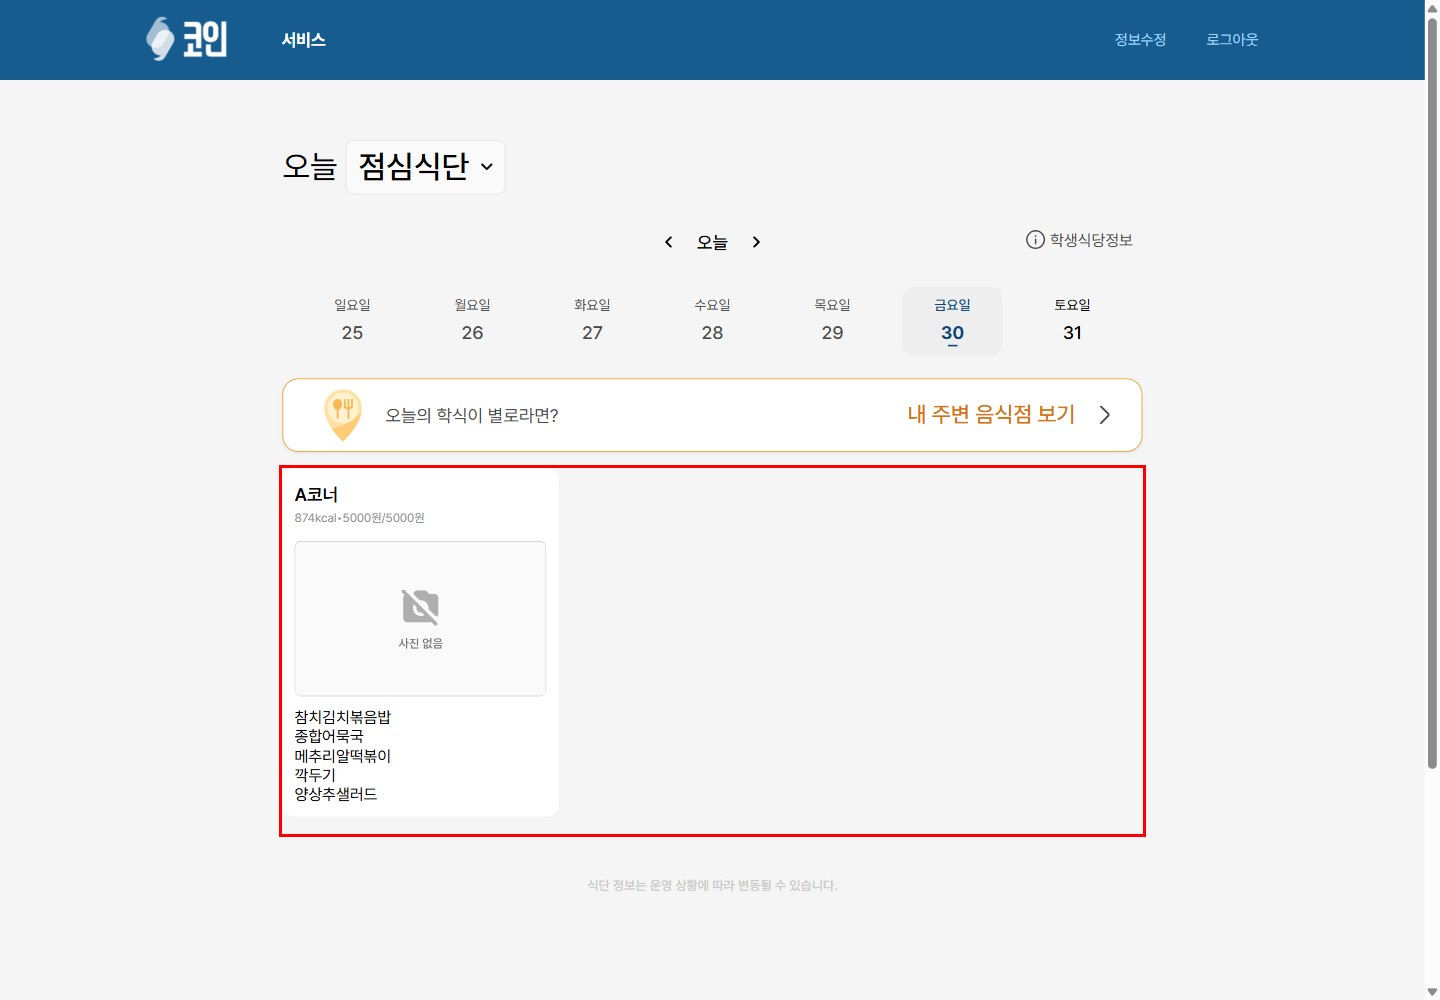 코인
서비스
정보수정
로그아웃
오늘 점심식단
오늘
학생식당정보
일요일 월요일 화요일 수요일 목요일 금요일 토요일
25 26 27 28 29 30 31
오늘의 학식이 별로라면?
내 주변 음식점 보기
A코너
874kcal•5000원/5000원
사진 없음
참치김치볶음밥
종합어묵국
메추리알떡볶이
깍두기
양상추샐러드
식단 정보는 운영 상황에 따라 변동될 수 있습니다.